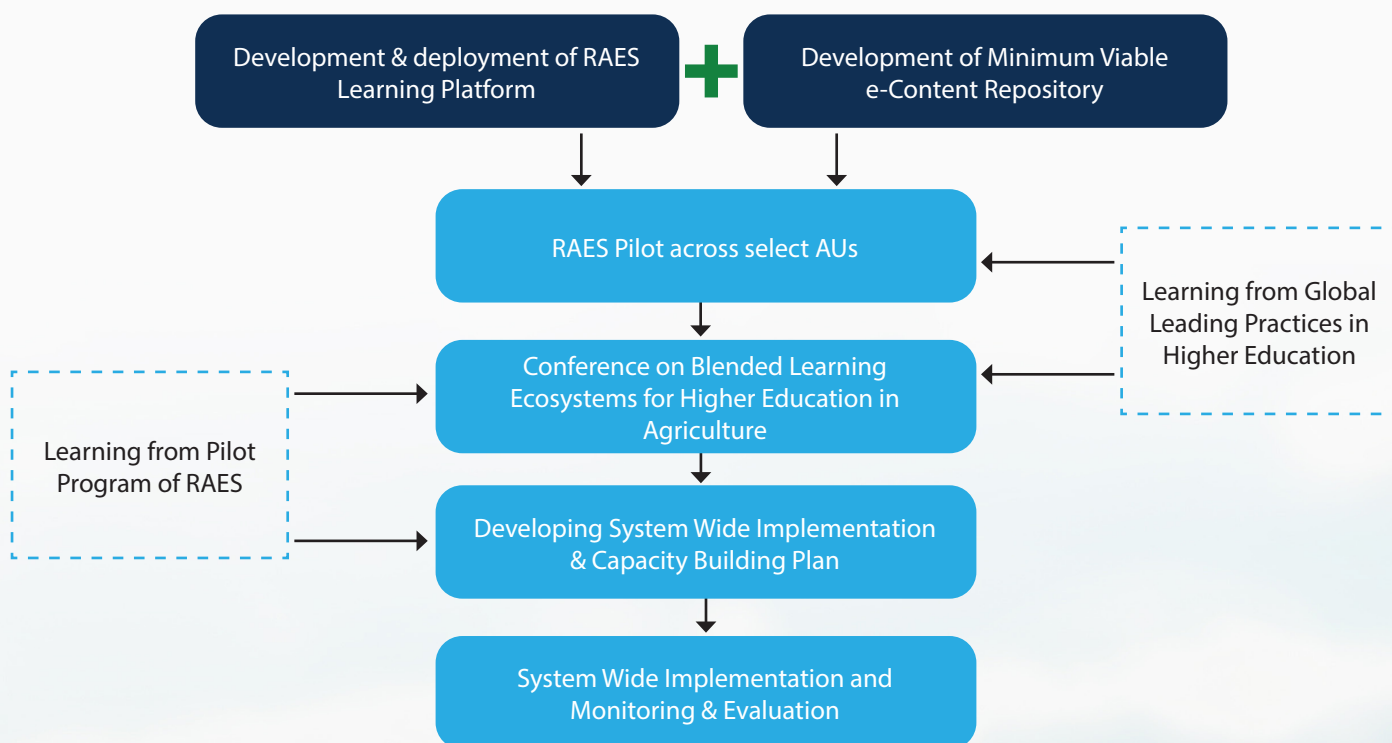 Development & deployment of RAES
Learning Platform
Development of Minimum Viable
e-Content Repository
RAES Pilot across select AUs
Learning from Global
Leading Practices in
Higher Education
Conference on Blended Learning
Ecosystems for Higher Education in
Agriculture
Learning from Pilot
Program of RAES
Developing System Wide Implementation
& Capacity Building Plan
System Wide Implementation and
Monitoring & Evaluation